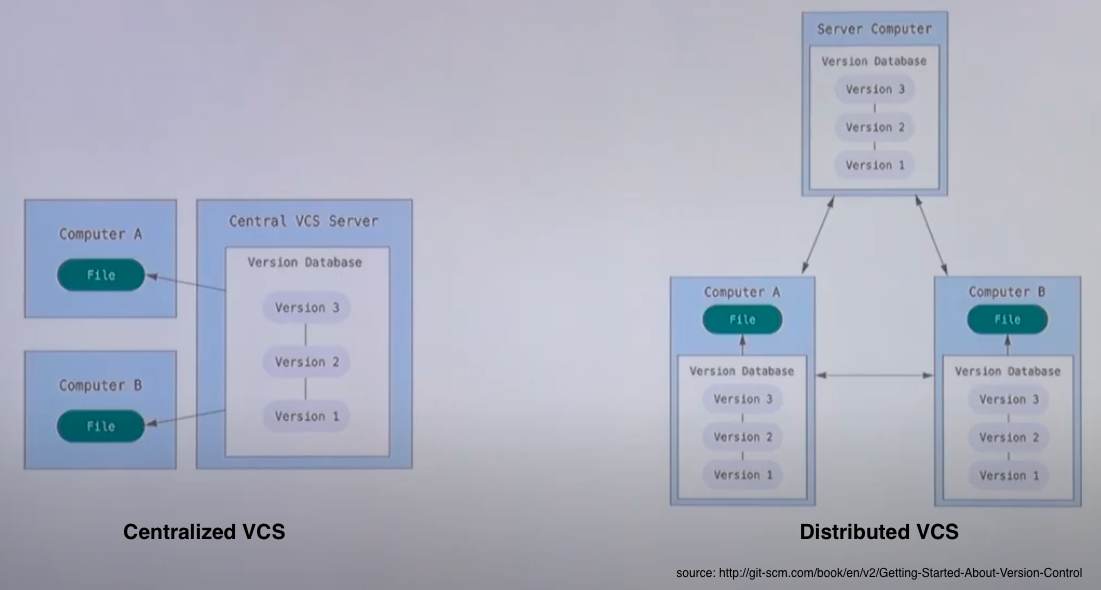 Computer A
File
Computer B
File
Central VCS Server
Version Database
Version 3
Version 2
Version 1
Centralized VCS
Server Computer
Version Database
Version 3
Version 2
Version 1
Computer A
File
Version Database
Version 3
Version 2
Version 1
Computer B
File
Version Database
Version 3
Version 2
Version 1
Distributed VCS
source: http://git-scm.com/book/en/v2/Getting-Started-About-Version-Control